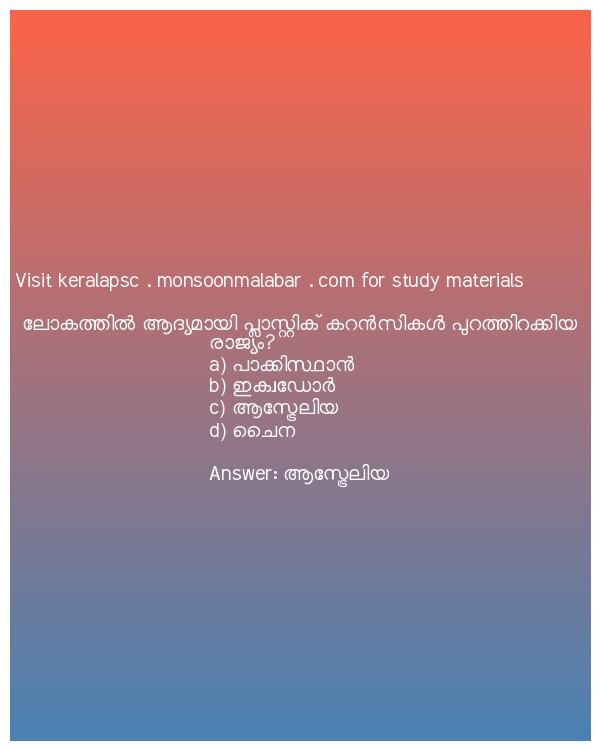 Visit keralapsc . monsoonmalabar . com for study materials
ലോകത്തിൽ ആദ്യമായി പ്ലാസ്റ്റിക് കറൻസികൾ പുറത്തിറക്കിയ
രാജ്യം?
a) പാക്കിസ്ഥാൻ
b) ഇക്വഡോർ
c) ആസ്ട്രേലിയ
d) ചൈന
Answer: ആസ്ട്രേലിയ